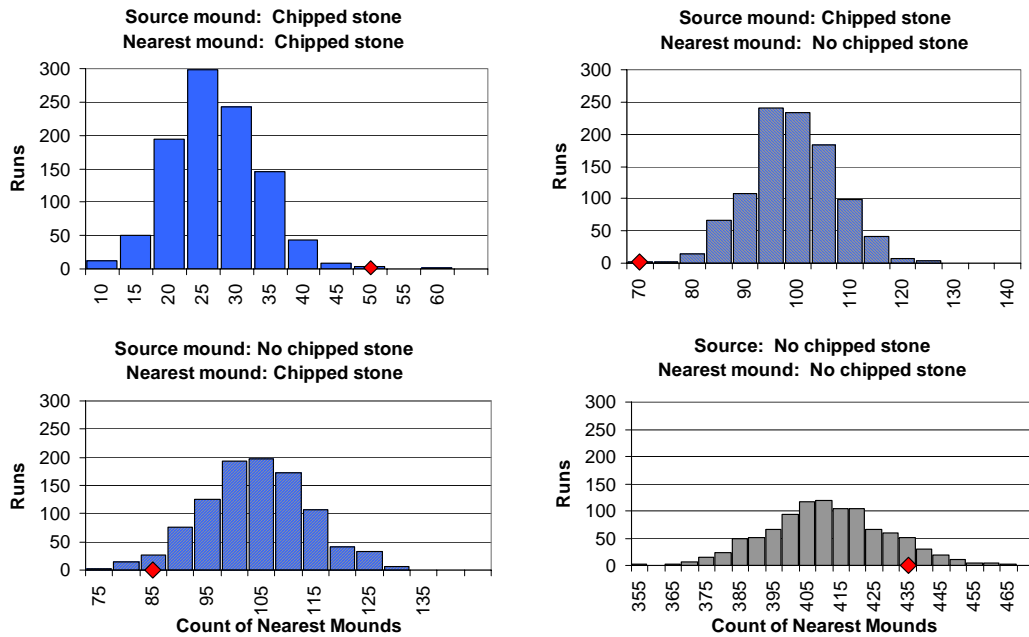 Source mound: Chipped stone
Nearest mound: Chipped stone
300
250
200
150
100
50
0
Runs
10 15 20 25 30 35 40 45 50 55 60
Source mound: Chipped stone
Nearest mound: No chipped stone
300
250
200
150
100
50
0
Runs
70 80 90 100 110 120 130 140
Source mound: No chipped stone
Nearest mound: Chipped stone
300
250
200
150
100
50
0
Runs
75 85 95 105 115 125 135
Count of Nearest Mounds
Source: No chipped stone
Nearest mound: No chipped stone
300
250
200
150
100
50
0
Runs
355 365 375 385 395 405 415 425 435 445 455 465
Count of Nearest Mounds